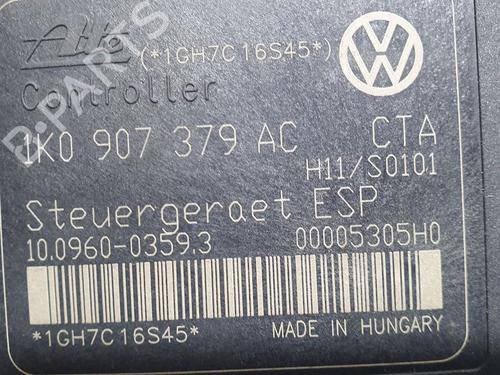 Ate (*1GH7C16S45*)
Controller
1K0 907 379 AC CTA
H11/S0101
Steuergeraet ESP
10.0960-0359.3 00005305H0
*1GH7C16S45*
MADE IN HUNGARY
B-PARTS